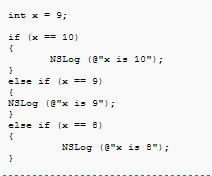 int x = 9;
if (x == 10)
{
NSLog (@"x is 10");
}
else if (x == 9)
{
NSLog (@"x is 9");
}
else if (x == 8)
{
NSLog (@"x is 8");
}